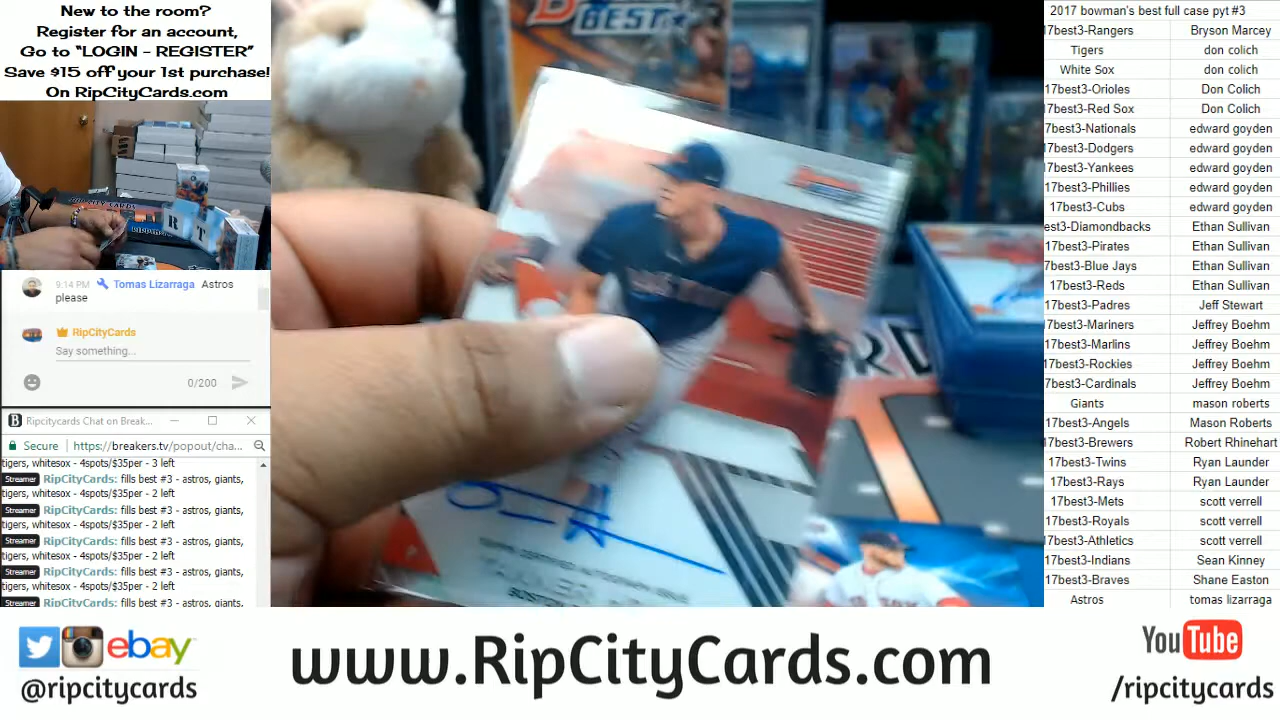 New to the room?
Register for an account,
Go to "LOGIN - REGISTER"
Save $15 off your 1st purchase!
On RipCityCards.com
9:14 PM Tomas Lizarraga Astros
please
RipCityCards
Say something...
0/200
Ripcitycards Chat on Break...
Secure https://breakers.tv/popout/cha...
tigers, whitesox - 4spots/$35per - 3 left
Streamer RipCityCards: fills best #3 - astros, giants,
tigers, whitesox - 4spots/$35per - 2 left
Streamer RipCityCards: fills best #3 - astros, giants,
tigers, whitesox - 4spots/$35per - 2 left
Streamer RipCityCards: fills best #3 - astros, giants,
tigers, whitesox - 4spots/$35per - 2 left
Streamer RipCityCards: fills best #3 - astros, giants,
tigers, whitesox - 4spots/$35per - 2 left
Streamer RipCityCards: fills best #3 - astros, giants,
BEST
BOSTON
2017 bowman's best full case pyt #3
7best3-Rangers Bryson Marcey
Tigers don colich
White Sox don colich
17best3-Orioles Don Colich
17best3-Red Sox Don Colich
7best3-Nationals edward goyden
7best3-Dodgers edward goyden
17best3-Yankees edward goyden
17best3-Phillies edward goyden
17best3-Cubs edward goyden
est3-Diamondbacks Ethan Sullivan
17best3-Pirates Ethan Sullivan
7best3-Blue Jays Ethan Sullivan
17best3-Reds Ethan Sullivan
17best3-Padres Jeff Stewart
7best3-Mariners Jeffrey Boehm
17best3-Marlins Jeffrey Boehm
17best3-Rockies Jeffrey Boehm
7best3-Cardinals Jeffrey Boehm
Giants mason roberts
17best3-Angels Mason Roberts
7best3-Brewers Robert Rhinehart
17best3-Twins Ryan Launder
17best3-Rays Ryan Launder
17best3-Mets scott verrell
17best3-Royals scott verrell
7best3-Athletics scott verrell
17best3-Indians Sean Kinney
17best3-Braves Shane Easton
Astros tomas lizarraga
ebay
@ripcitycards
www.RipCityCards.com
YouTube
/ripcitycards